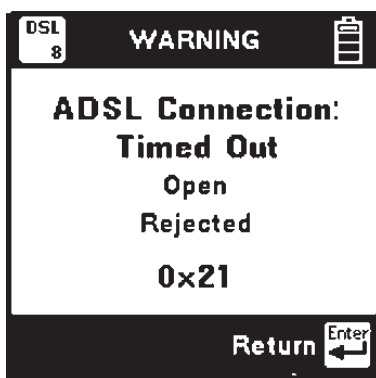 DSL
8
WARNING
ADSL Connection:
Timed Out
Open
Rejected
0x21
Return
Enter